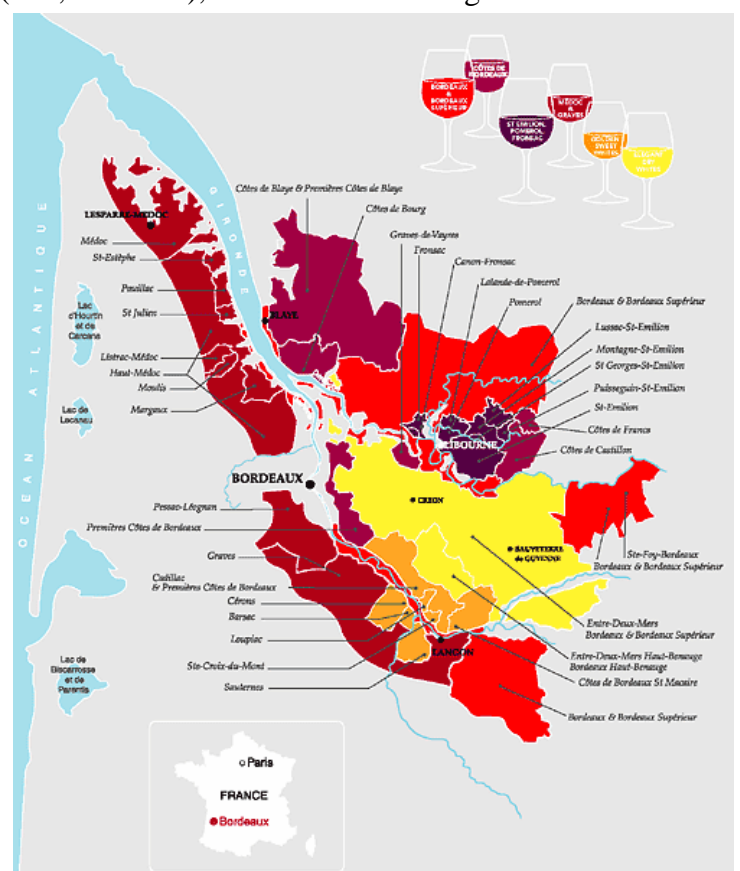 CÔTES DE
BORDEAUX
BORDEAUX
&
BORDEAUX
SUPÉRIEUR
ST EMILION,
POMEROL,
FRONSAC
MÉDOC
&
GRAVES
GOLDEN
SWEET
WHITES
ELEGANT
DRY
WHITES
OCEAN ATLANTIQUE
GIRONDE
LESPARRE-MEDOC
Médoc
St-Estèphe
Pauillac
St Julien
Listrac-Médoc
Haut-Médoc
Moulis
Margaux
Lac
d'Hourtin
et de
Carcans
Lac de
Lacanau
Côtes de Blaye & Premières Côtes de Blaye
Côtes de Bourg
Graves-de-Vayres
Fronsac
Canon-Fronsac
Lalande-de-Pomerol
Pomerol
Bordeaux & Bordeaux Supérieur
Lussac-St-Emilion
Montagne-St-Emilion
St Georges-St-Emilion
Puisseguin-St-Emilion
St-Emilion
Côtes de Francs
Côtes de Castillon
BLAYE
LIBOURNE
BORDEAUX
CREON
SAUVETERRE
DE GUYENNE
Pessac-Léognan
Premières Côtes de Bordeaux
Graves
Cadillac
& Premières Côtes de Bordeaux
Cérons
Barsac
Loupiac
Ste-Croix-du-Mont
Sauternes
LANGON
Ste-Foy-Bordeaux
Bordeaux & Bordeaux Supérieur
Entre-Deux-Mers
Bordeaux & Bordeaux Supérieur
Entre-Deux-Mers Haut-Benauge
Bordeaux Haut-Benauge
Côtes de Bordeaux St Macaire
Bordeaux & Bordeaux Supérieur
Lac de
Biscarrosse
et de
Parentis
Paris
FRANCE
Bordeaux